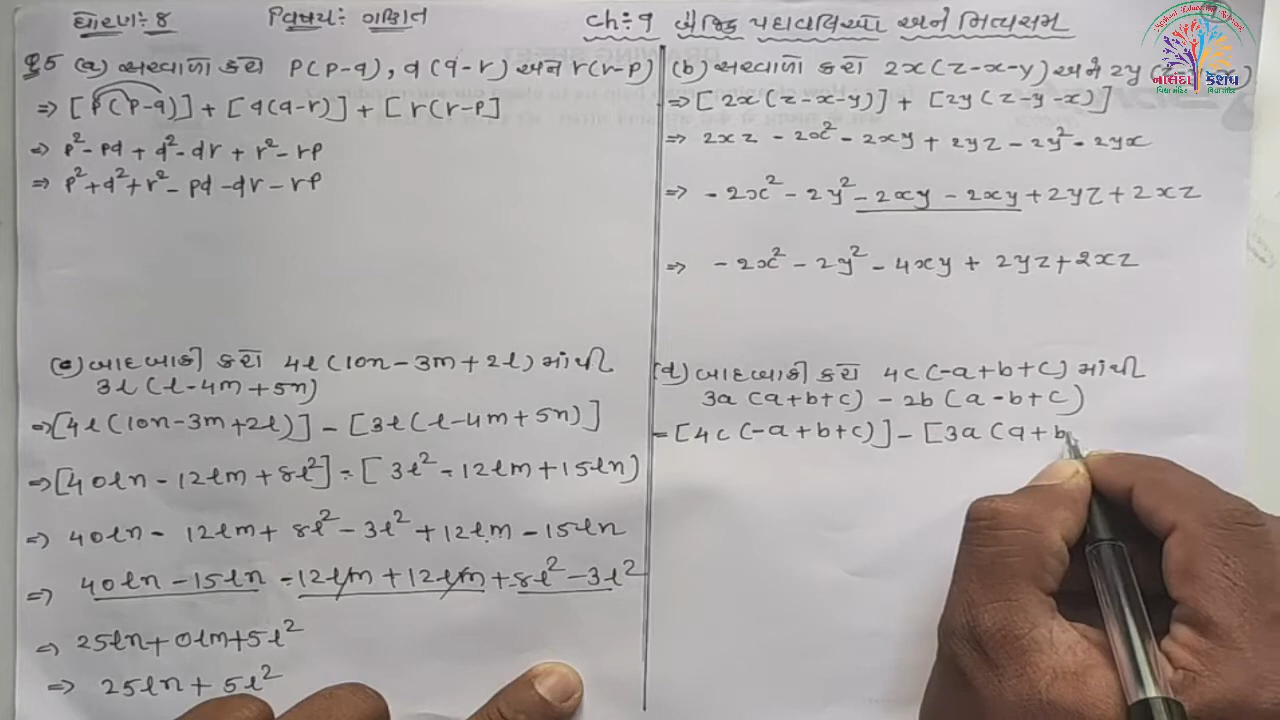 ધોરણ: ૪ વિષય: ગણિત Ch: 9 બૈજિક પદાવલિઓ અને નિત્યસમ
Q5 (a) સરવાળો કરો P(P-q), q(q-r) અને r(r-p)
⇒ [P(P-q)] + [q(q-r)] + [r(r-p]
⇒ p²-pq + q²-qr + r²-rp
⇒ p²+q²+r²-pq-qr-rp
(b) સરવાળો કરો 2x(z-x-y) અને 2y
⇒ [2x(z-x-y)] + [2y(z-y-x)]
⇒ 2xz - 2x² - 2xy + 2yz - 2y² - 2yx
⇒ -2x² - 2y² - 2xy - 2xy + 2yz + 2xz
⇒ -2x² - 2y² - 4xy + 2yz + 2xz
(c) બાદબાકી કરો 4l(10n-3m+2l) માંથી
3l(l-4m+5n)
⇒ [4l(10n-3m+2l)] - [3l(l-4m+5n)]
⇒ [40ln - 12lm + 8l²] - [3l² - 12lm + 15ln)
⇒ 40ln - 12lm + 8l² - 3l² + 12lm - 15ln
⇒ 40ln - 15ln - 12lm + 12lm + 8l² - 3l²
⇒ 25ln + 0lm + 5l²
⇒ 25ln + 5l²
(d) બાદબાકી કરો 4c(-a+b+c) માંથી
3a(a+b+c) - 2b(a-b+c)
= [4c(-a+b+c)] - [3a(a+b
નાલંદા કેશવ
વિદ્યામંદિર વિદ્યામંદિર